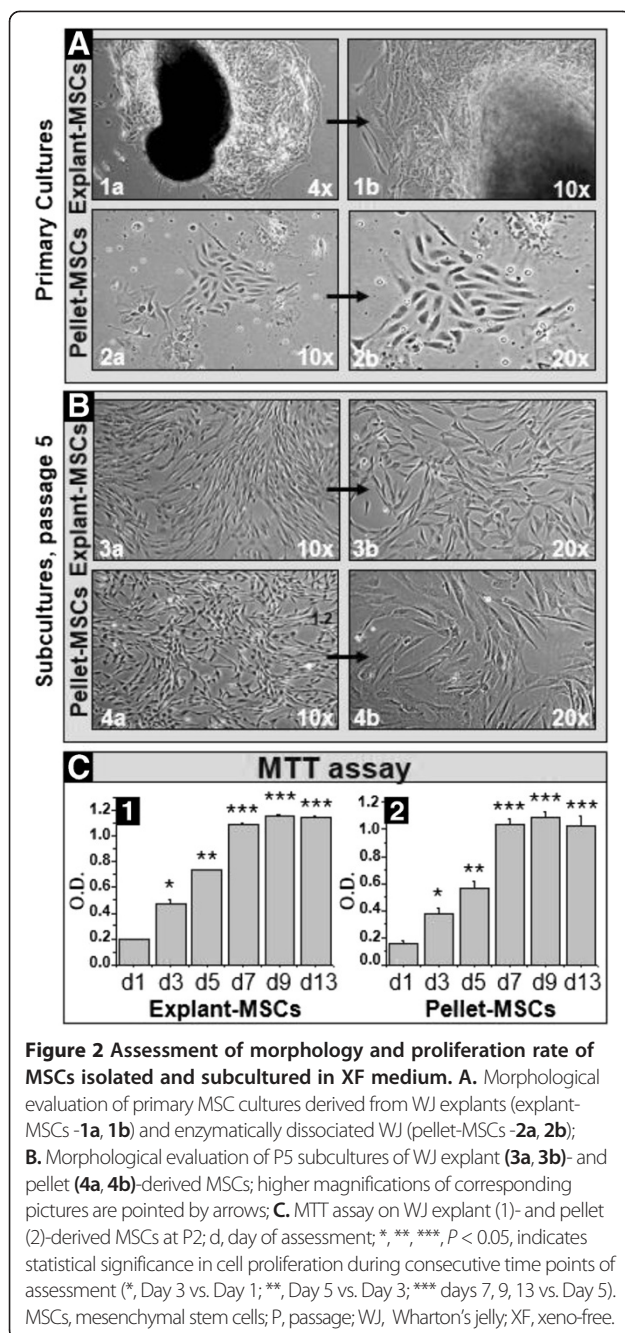 A
Primary Cultures
Explant-MSCs
1a
4x
1b
10x
Pellet-MSCs
2a
10x
2b
20x
B
Subcultures, passage 5
Explant-MSCs
3a
10x
3b
20x
Pellet-MSCs
1.2
4a
10x
4b
20x
C
MTT assay
1
O.D.
1.2
1.0
0.8
0.6
0.4
0.2
0.0
* ** *** *** ***
d1 d3 d5 d7 d9 d13
Explant-MSCs
2
O.D.
1.2
1.0
0.8
0.6
0.4
0.2
0.0
* ** *** *** ***
d1 d3 d5 d7 d9 d13
Pellet-MSCs
Figure 2 Assessment of morphology and proliferation rate of
MSCs isolated and subcultured in XF medium. A. Morphological
evaluation of primary MSC cultures derived from WJ explants (explant-
MSCs -1a, 1b) and enzymatically dissociated WJ (pellet-MSCs -2a, 2b);
B. Morphological evaluation of P5 subcultures of WJ explant (3a, 3b)- and
pellet (4a, 4b)-derived MSCs; higher magnifications of corresponding
pictures are pointed by arrows; C. MTT assay on WJ explant (1)- and pellet
(2)-derived MSCs at P2; d, day of assessment; *, **, ***, P < 0.05, indicates
statistical significance in cell proliferation during consecutive time points of
assessment (*, Day 3 vs. Day 1; **, Day 5 vs. Day 3; *** days 7, 9, 13 vs. Day 5).
MSCs, mesenchymal stem cells; P, passage; WJ, Wharton's jelly; XF, xeno-free.